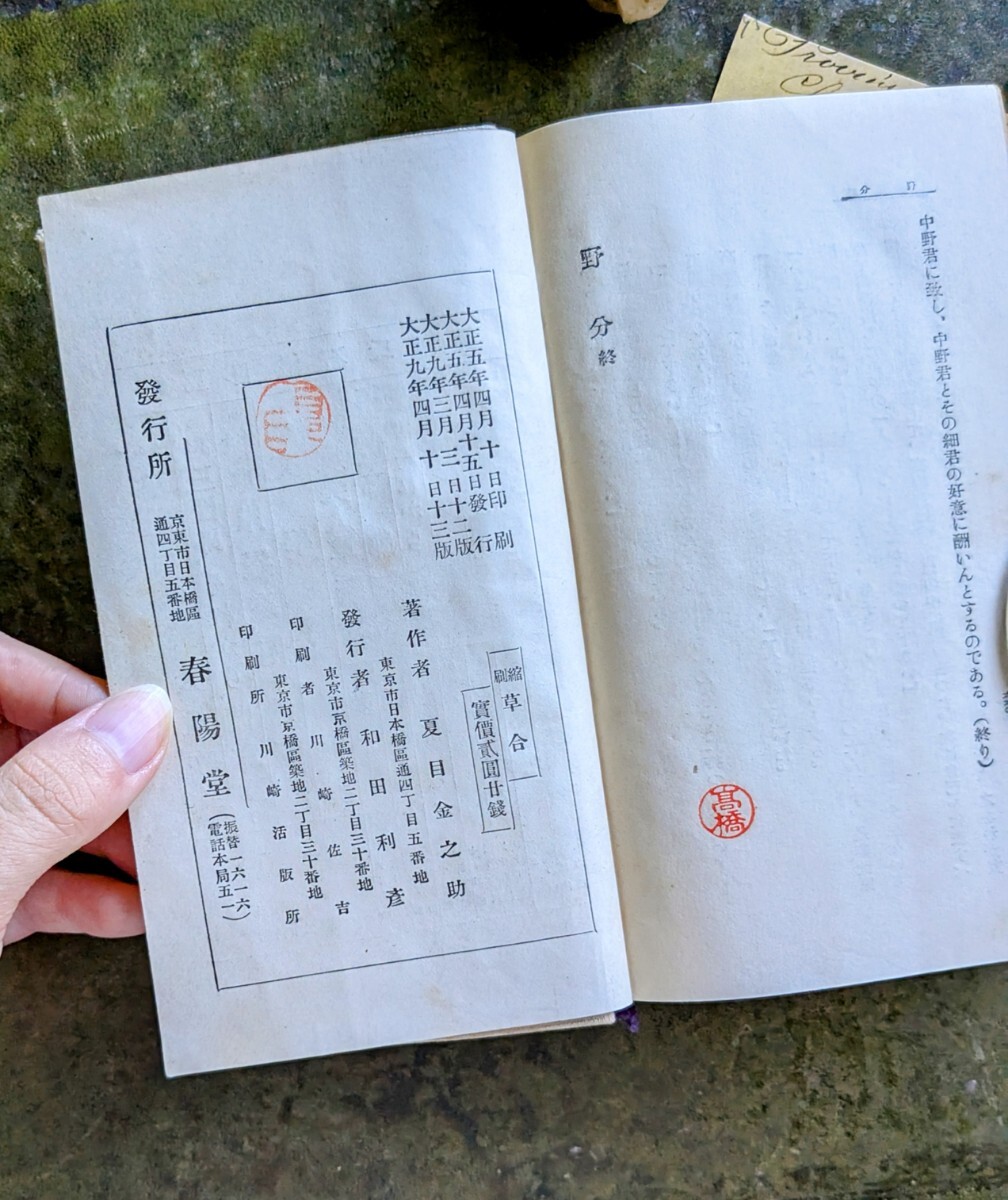 野分
中野君に致し、中野君とその細君の好意に酬いんとするのである。(終り)
野分終
髙橋
大正五年四月十日印刷
大正五年四月十五日發行
大正九年三月三日十二版
大正九年四月十日十三版
縮刷草合
實價貳圓廿錢
著作者 夏目金之助
東京市日本橋區通四丁目五番地
發行者 和田利彥
東京市京橋區築地二丁目三十番地
印刷者 川崎佐吉
東京市京橋區築地二丁目三十番地
印刷所 川崎活版所
發行所
京東市日本橋區
通四丁目五番地
春陽堂
(振替一六一六
電話本局五一)